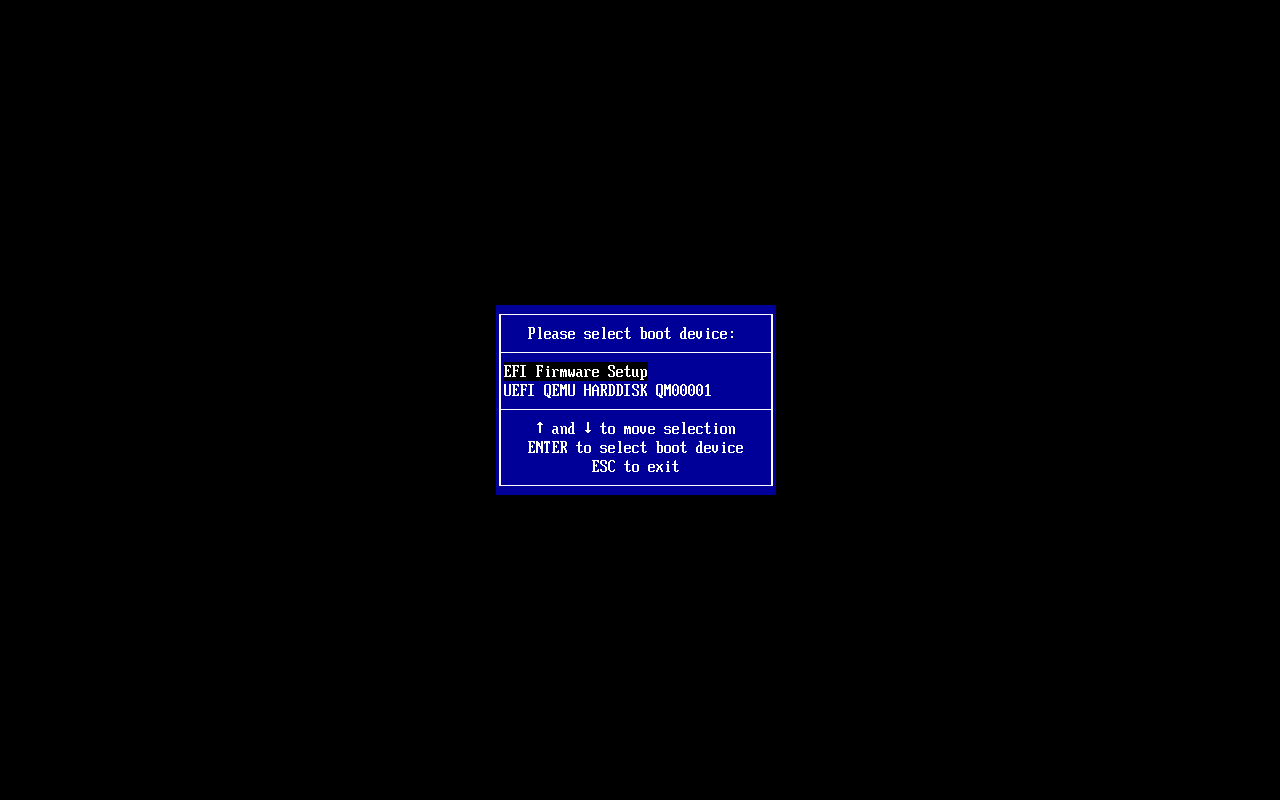 Please select boot device:
EFI Firmware Setup
UEFI QEMU HARDDISK QM00001
↑ and ↓ to move selection
ENTER to select boot device
ESC to exit